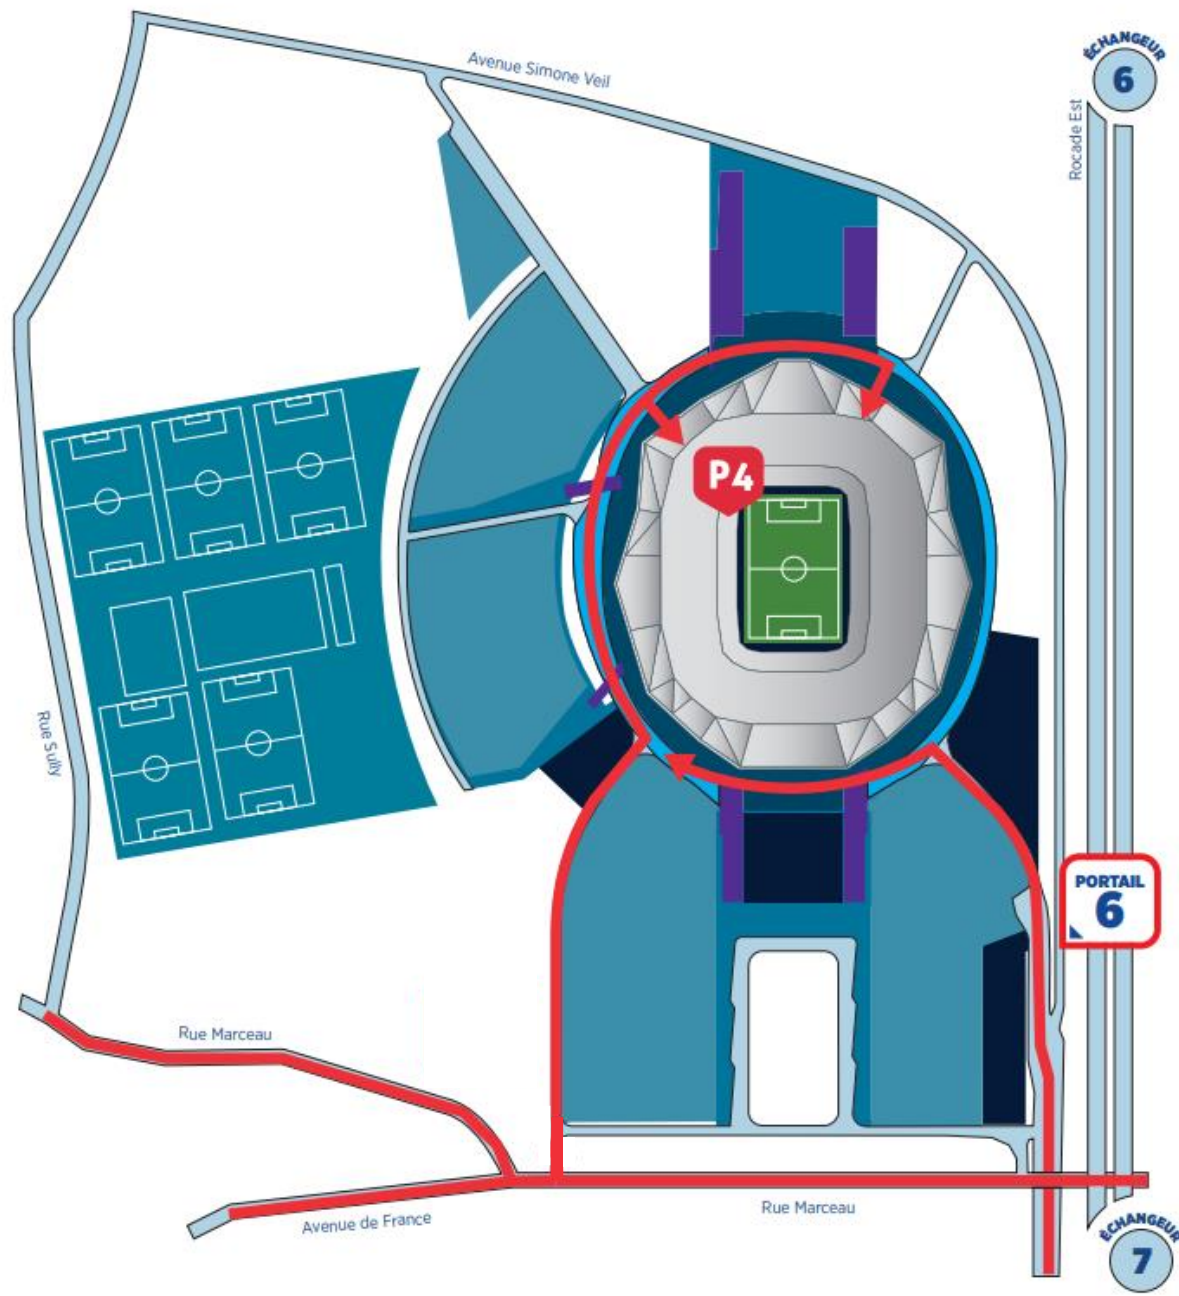 Avenue Simone Veil
ÉCHANGEUR
6
Rocade Est
P4
Rue Sully
PORTAIL
6
Rue Marceau
Avenue de France
Rue Marceau
ÉCHANGEUR
7